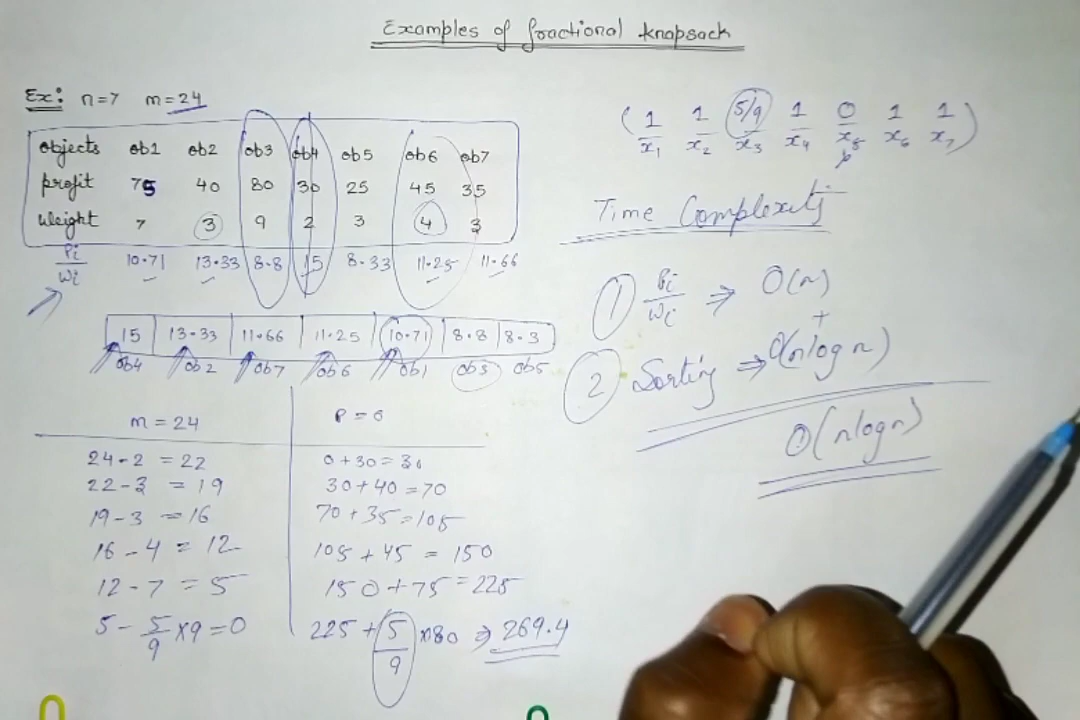 Examples of fractional knapsack
Ex: n=7 m=24
objects ob1 ob2 ob3 ob4 ob5 ob6 ob7
profit 75 40 80 30 25 45 35
Weight 7 3 9 2 3 4 3
Pi/Wi 10.71 13.33 8.8 15 8.33 11.25 11.66
15 13.33 11.66 11.25 10.71 8.8 8.3
ob4 ob2 ob7 ob6 ob1 ob3 ob5
m = 24 P = 0
24-2 = 22 0+30=30
22-3 = 19 30+40=70
19-3 = 16 70+35=105
16-4 = 12 105+45 = 150
12-7 = 5 150+75=225
5-5/9x9=0 225+5/9x80 ⇒ 269.4
(1 1 5/9 1 0 1 1)
x1 x2 x3 x4 x5 x6 x7
Time Complexity
1 Pi/Wi ⇒ O(n)
+
2 Sorting ⇒ O(nlogn)
O(nlogn)